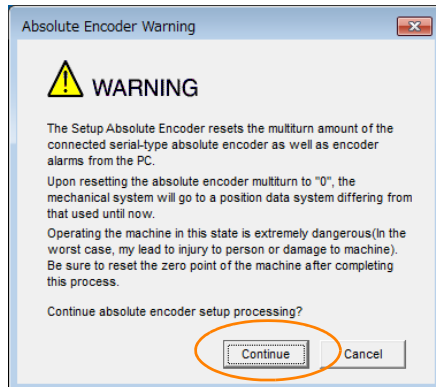 Absolute Encoder Warning
WARNING
The Setup Absolute Encoder resets the multiturn amount of the
connected serial-type absolute encoder as well as encoder
alarms from the PC.
Upon resetting the absolute encoder multiturn to "0", the
mechanical system will go to a position data system differing from
that used until now.
Operating the machine in this state is extremely dangerous(In the
worst case, my lead to injury to person or damage to machine).
Be sure to reset the zero point of the machine after completing
this process.
Continue absolute encoder setup processing?
Continue
Cancel